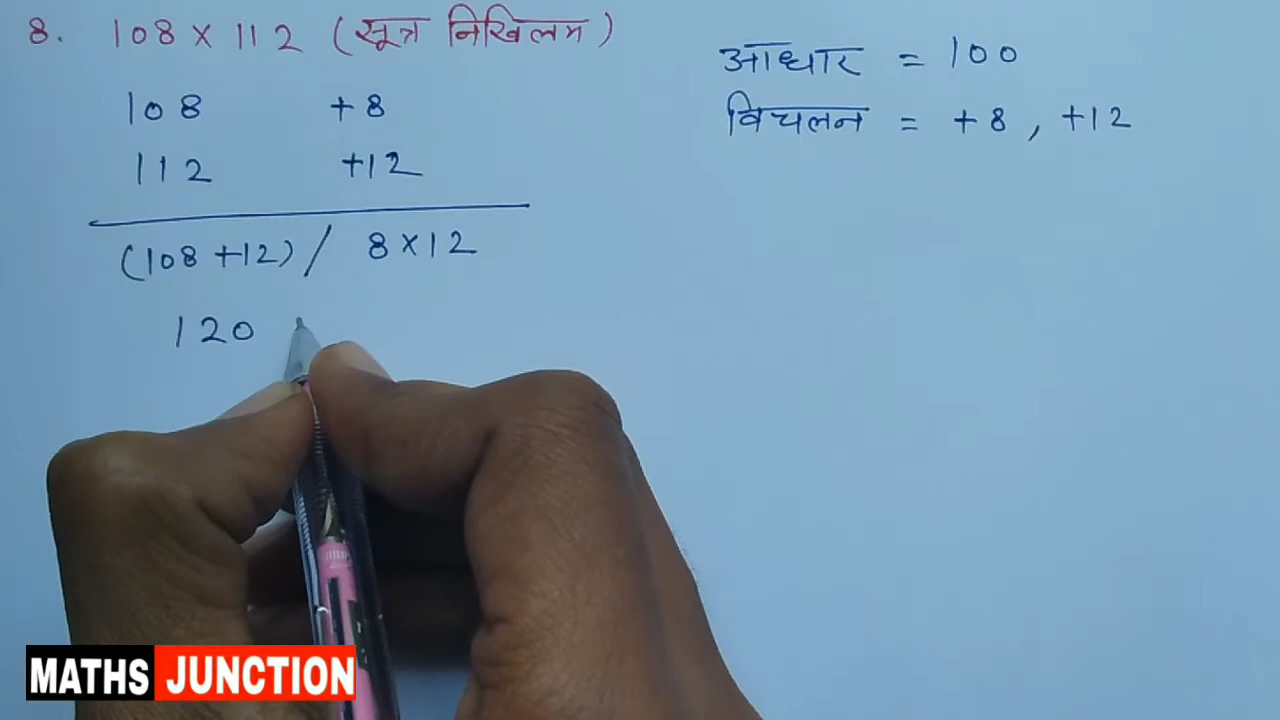 8. 108 × 112 (सूत्र निखिलम)
आधार = 100
विचलन = +8, +12
108 +8
112 +12
(108 +12) / 8 × 12
120
MATHS JUNCTION